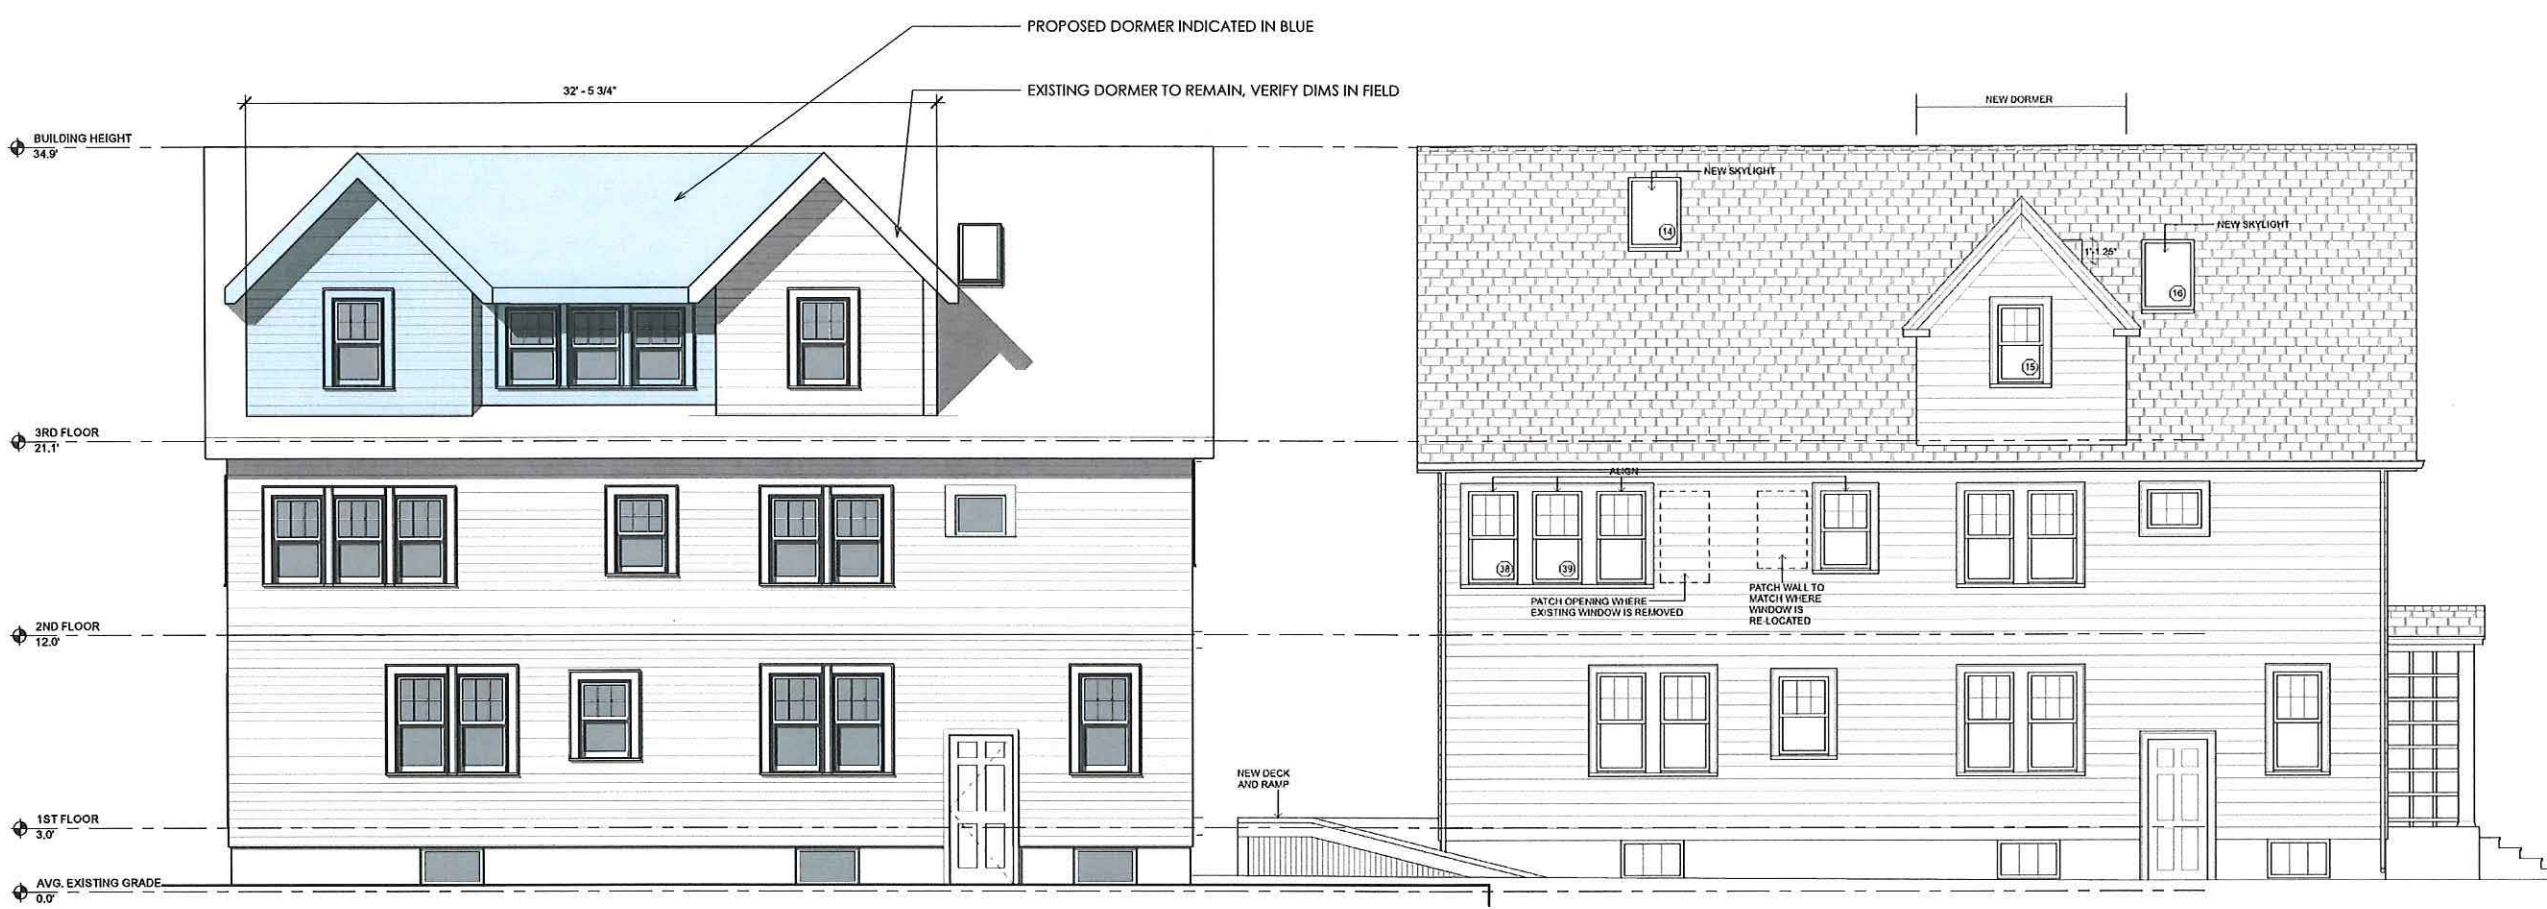 PROPOSED DORMER INDICATED IN BLUE
32' - 5 3/4"
EXISTING DORMER TO REMAIN, VERIFY DIMS IN FIELD
NEW DORMER
BUILDING HEIGHT
34.9'
NEW SKYLIGHT
14
NEW SKYLIGHT
1'-1.25"
16
15
3RD FLOOR
21.1'
ALIGN
38
39
PATCH OPENING WHERE
EXISTING WINDOW IS REMOVED
PATCH WALL TO
MATCH WHERE
WINDOW IS
RE-LOCATED
2ND FLOOR
12.0'
NEW DECK
AND RAMP
1ST FLOOR
3.0'
AVG. EXISTING GRADE
0.0'